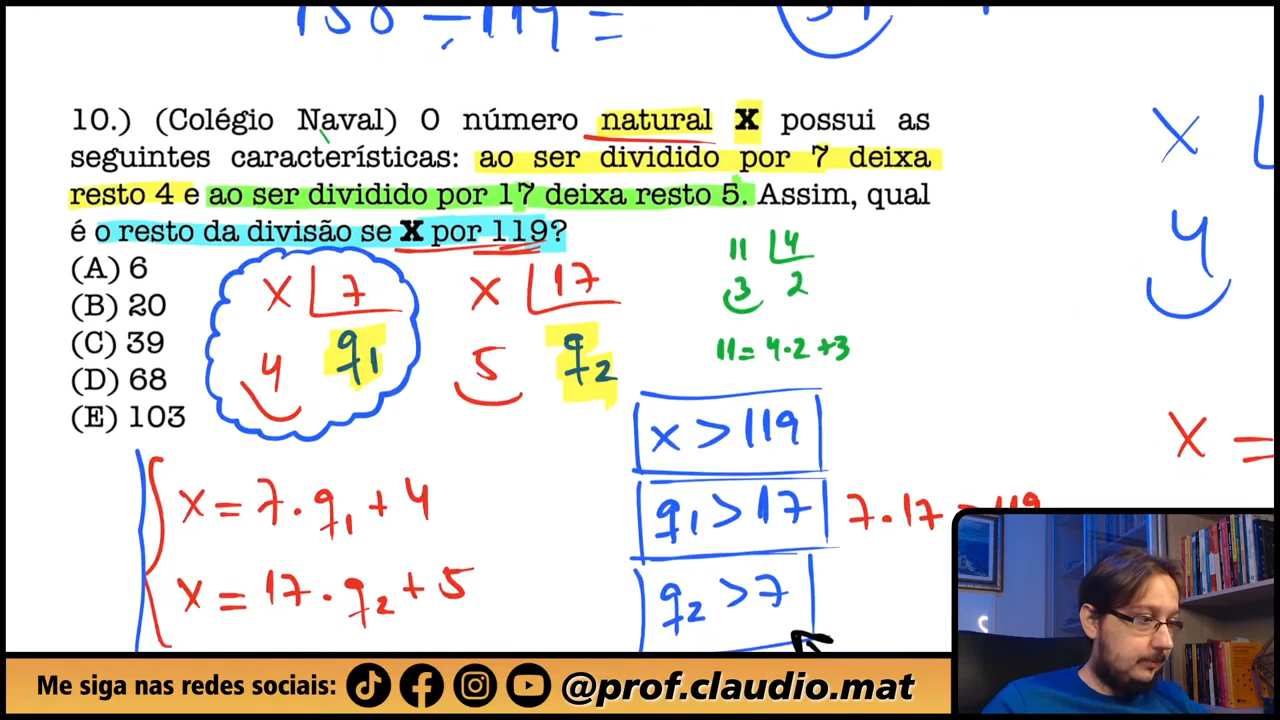 150 ÷ 119 =
10.) (Colégio Naval) O número natural X possui as
seguintes características: ao ser dividido por 7 deixa
resto 4 e ao ser dividido por 17 deixa resto 5. Assim, qual
é o resto da divisão se X por 119?
(A) 6
(B) 20
(C) 39
(D) 68
(E) 103
x 7
4 q1
x 17
5 q2
11 4
3 2
11 = 4·2+3
x > 119
q1 > 17
7·17 = 119
q2 > 7
x = 7·q1 + 4
x = 17·q2 + 5
x
4
x =
Me siga nas redes sociais: @prof.claudio.mat